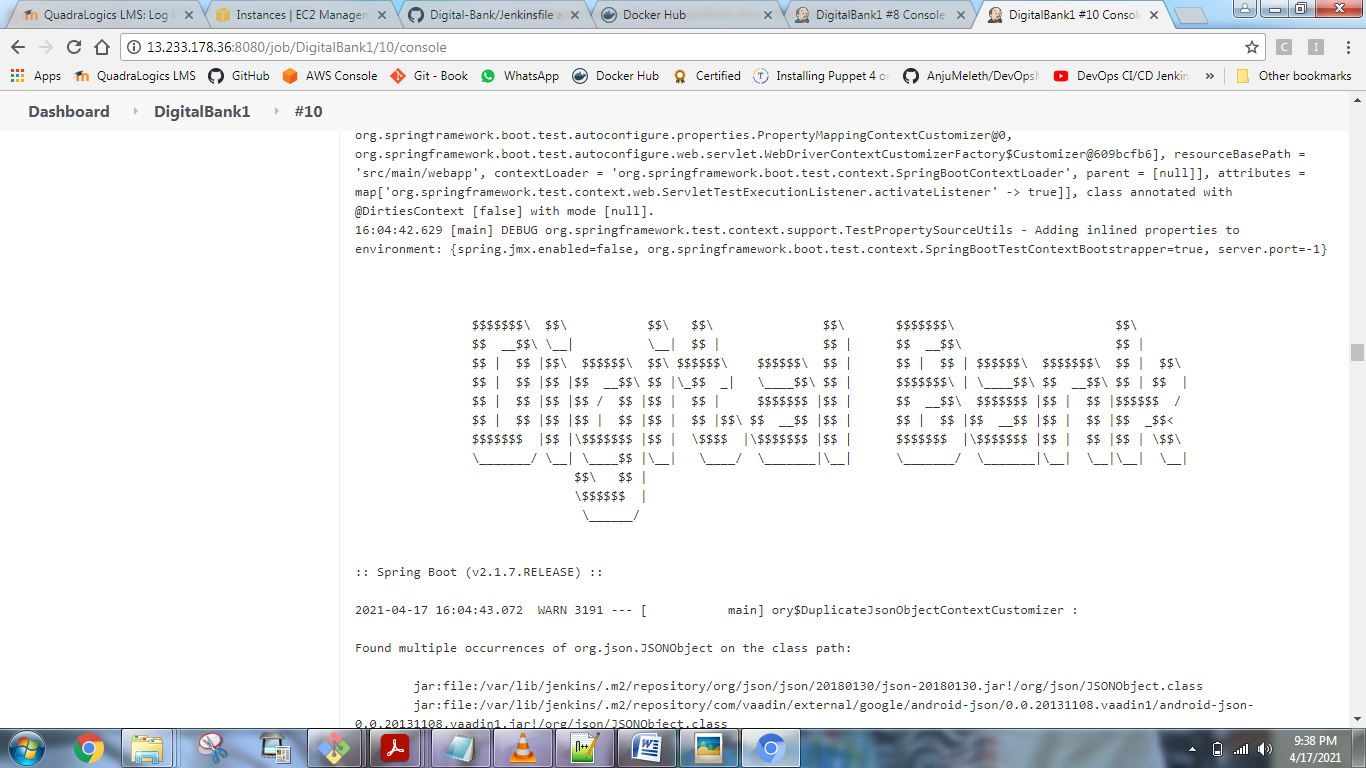 QuadraLogics LMS: Log i
Instances | EC2 Managem
Digital-Bank/Jenkinsfile a
Docker Hub
DigitalBank1 #8 Console
DigitalBank1 #10 Consol
13.233.178.36:8080/job/DigitalBank1/10/console
Apps
QuadraLogics LMS
GitHub
AWS Console
Git - Book
WhatsApp
Docker Hub
Certified
Installing Puppet 4 on
AnjuMeleth/DevOps
DevOps CI/CD Jenkin
»
Other bookmarks
Dashboard
DigitalBank1
#10
org.springframework.boot.test.autoconfigure.properties.PropertyMappingContextCustomizer@0,
org.springframework.boot.test.autoconfigure.web.servlet.WebDriverContextCustomizerFactory$Customizer@609bcfb6], resourceBasePath =
'src/main/webapp', contextLoader = 'org.springframework.boot.test.context.SpringBootContextLoader', parent = [null]], attributes =
map['org.springframework.test.context.web.ServletTestExecutionListener.activateListener' -> true]], class annotated with
@DirtiesContext [false] with mode [null].
16:04:42.629 [main] DEBUG org.springframework.test.context.support.TestPropertySourceUtils - Adding inlined properties to
environment: {spring.jmx.enabled=false, org.springframework.boot.test.context.SpringBootTestContextBootstrapper=true, server.port=-1}
Digital Bank
:: Spring Boot (v2.1.7.RELEASE) ::
2021-04-17 16:04:43.072  WARN 3191 --- [           main] ory$DuplicateJsonObjectContextCustomizer :
Found multiple occurrences of org.json.JSONObject on the class path:
jar:file:/var/lib/jenkins/.m2/repository/org/json/json/20180130/json-20180130.jar!/org/json/JSONObject.class
jar:file:/var/lib/jenkins/.m2/repository/com/vaadin/external/google/android-json/0.0.20131108.vaadin1/android-json-
0.0.20131108.vaadin1.jar!/org/json/JSONObject.class
9:38 PM
4/17/2021